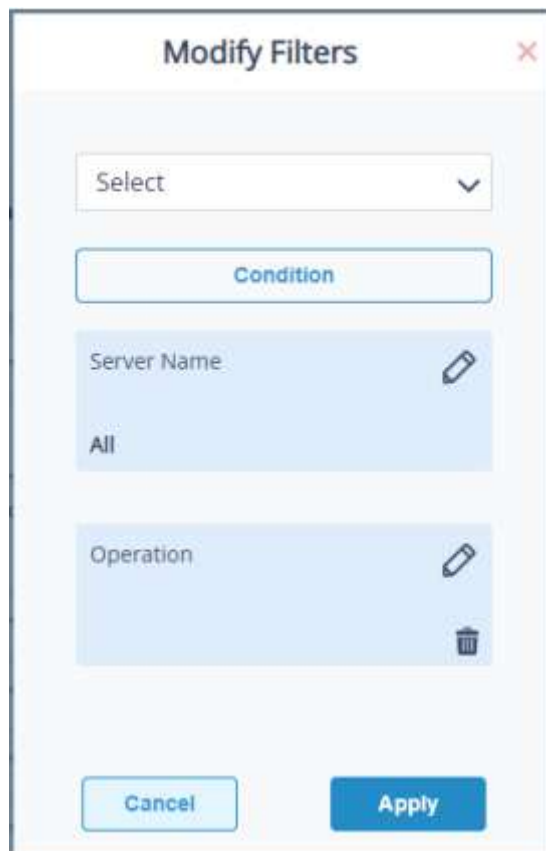 Modify Filters
Select
Condition
Server Name
All
Operation
Cancel
Apply